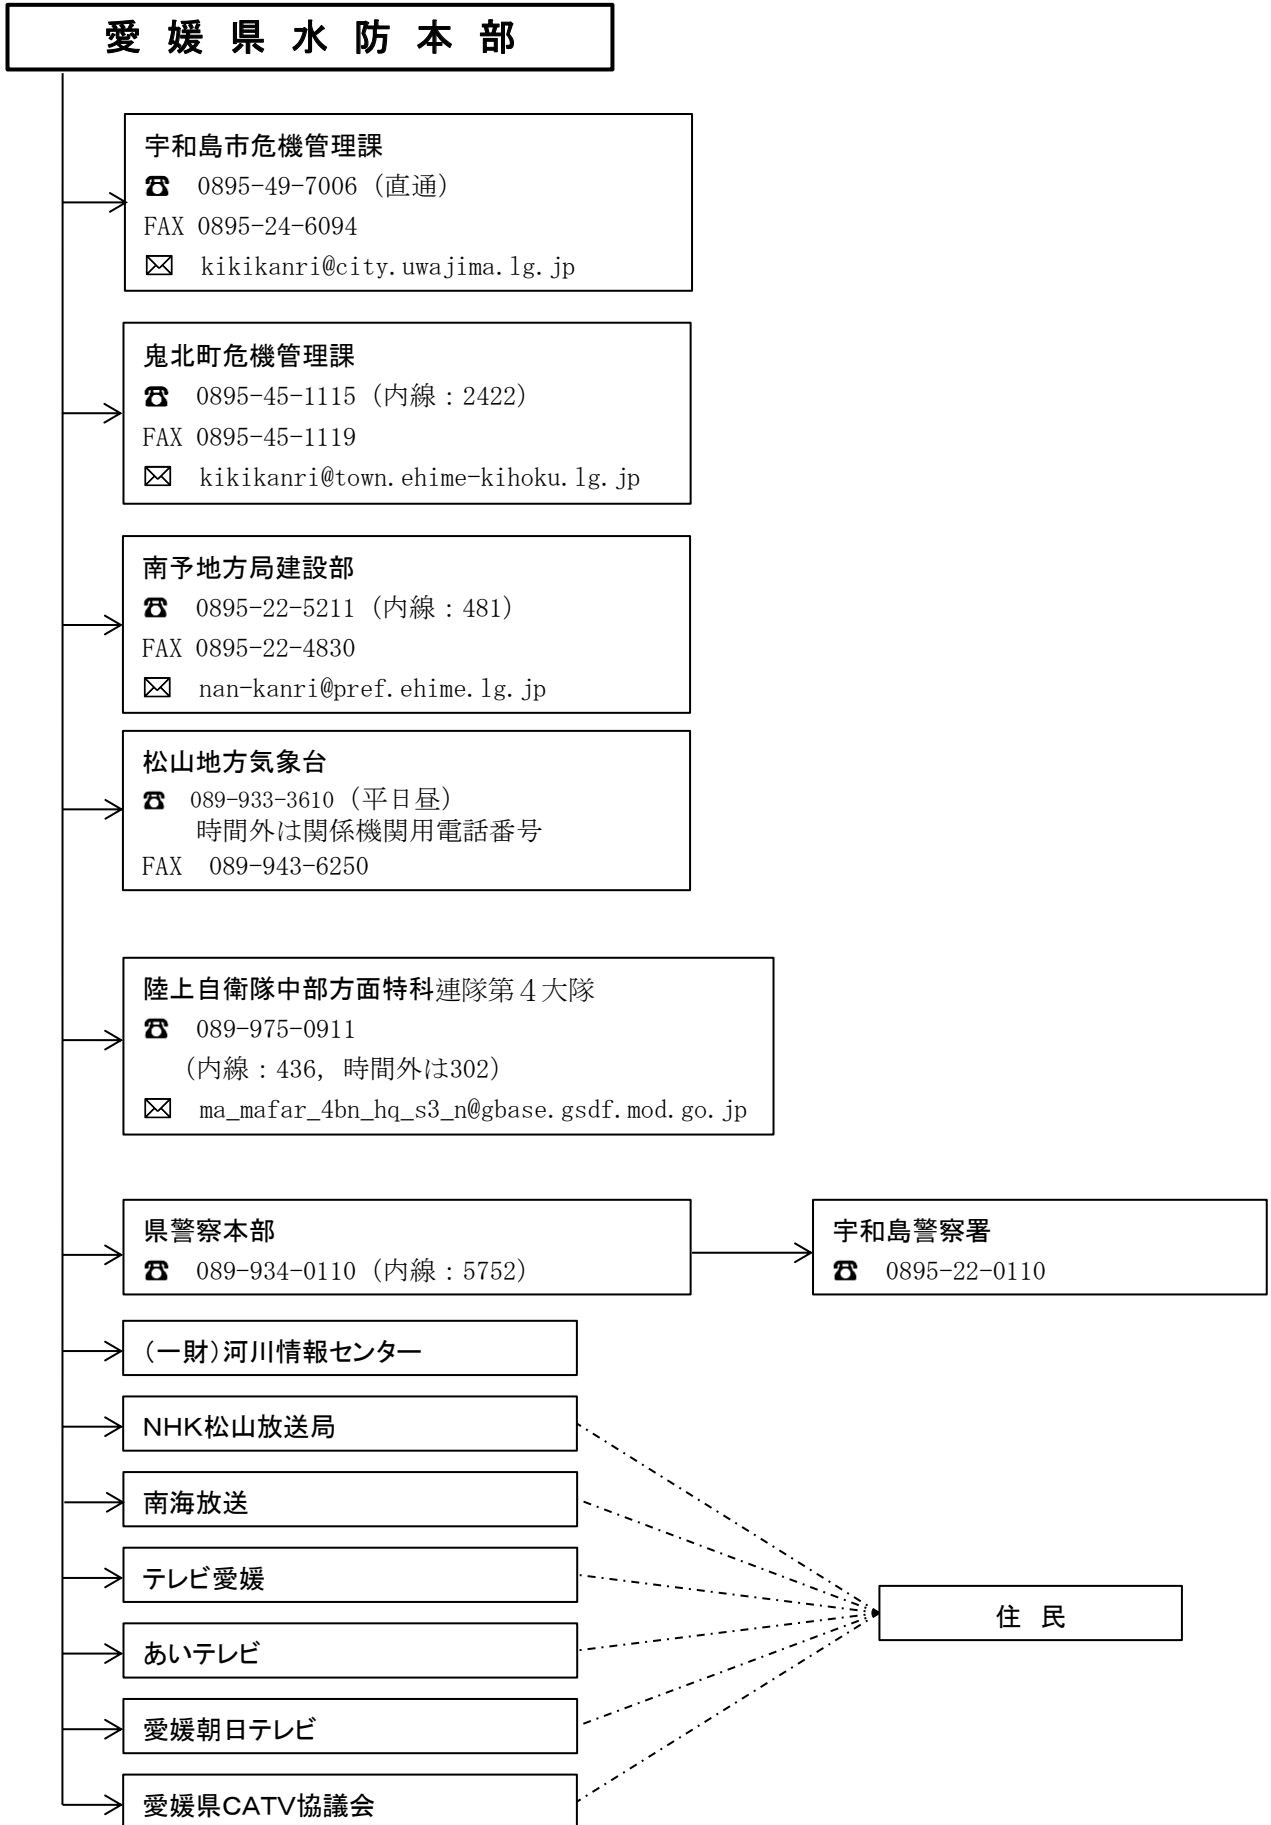 愛媛県水防本部
宇和島市危機管理課
☎ 0895-49-7006（直通）
FAX 0895-24-6094
✉ kikikanri@city.uwajima.lg.jp
鬼北町危機管理課
☎ 0895-45-1115（内線：2422）
FAX 0895-45-1119
✉ kikikanri@town.ehime-kihoku.lg.jp
南予地方局建設部
☎ 0895-22-5211（内線：481）
FAX 0895-22-4830
✉ nan-kanri@pref.ehime.lg.jp
松山地方気象台
☎ 089-933-3610（平日昼）
時間外は関係機関用電話番号
FAX 089-943-6250
陸上自衛隊中部方面特科連隊第４大隊
☎ 089-975-0911
（内線：436, 時間外は302）
✉ ma_mafar_4bn_hq_s3_n@gbase.gsdf.mod.go.jp
県警察本部
☎ 089-934-0110（内線：5752）
宇和島警察署
☎ 0895-22-0110
（一財）河川情報センター
NHK松山放送局
南海放送
テレビ愛媛
住　民
あいテレビ
愛媛朝日テレビ
愛媛県CATV協議会